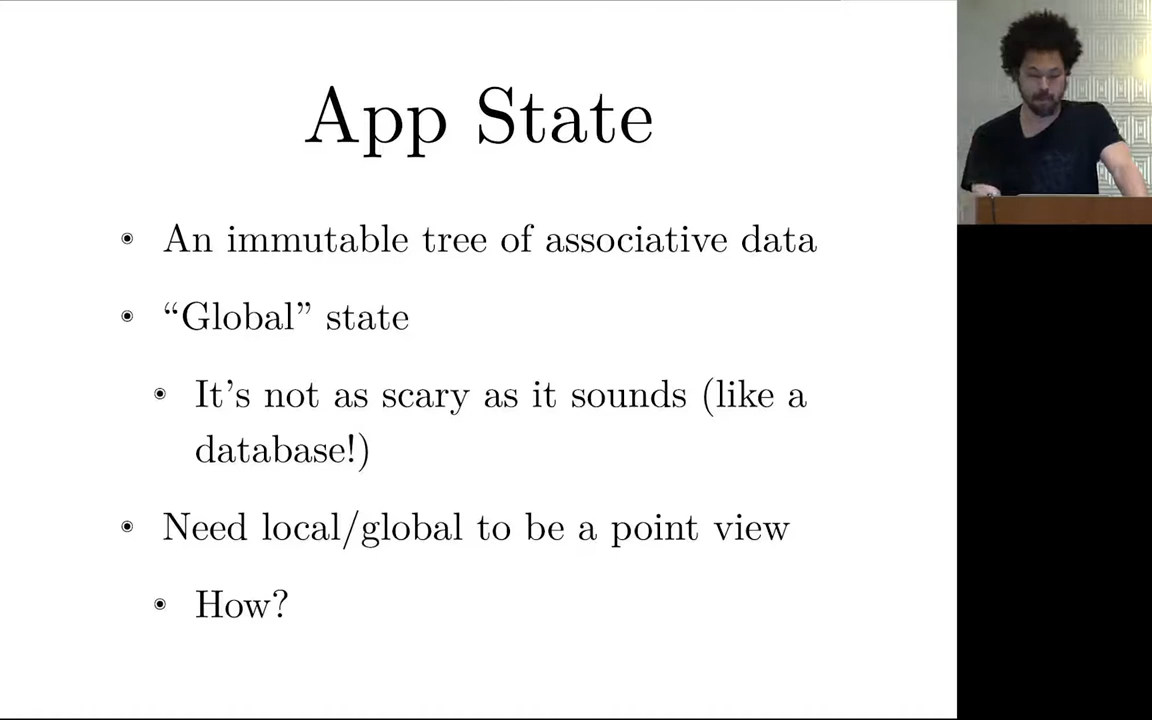 App State
An immutable tree of associative data
“Global” state
It's not as scary as it sounds (like a
database!)
Need local/global to be a point view
How?